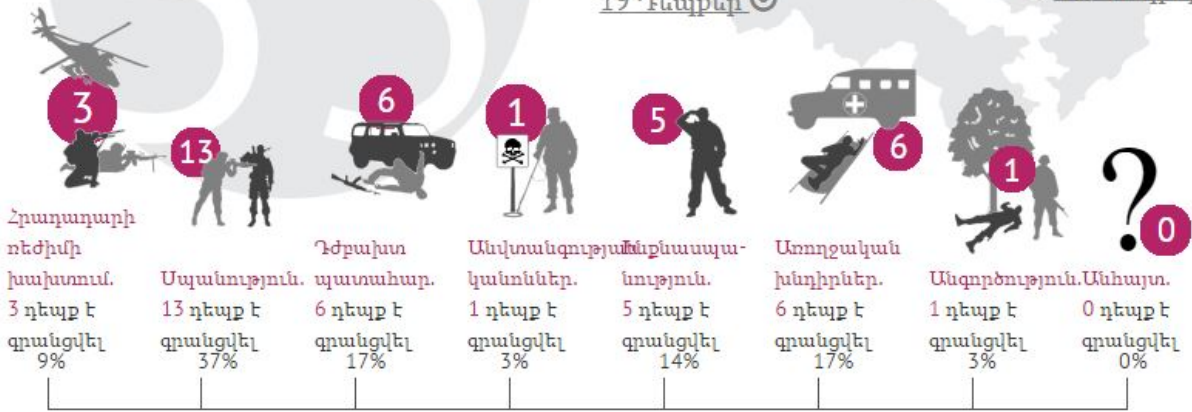 19 Դեպքեր
3
13
6
1
5
6
1
0
Հրադադարի
ռեժիմի
խախտում.
3 դեպք է
գրանցվել
9%
Սպանություն.
13 դեպք է
գրանցվել
37%
Դժբախտ
պատահար.
6 դեպք է
գրանցվել
17%
Անվտանգության
կանոններ.
1 դեպք է
գրանցվել
3%
Ինքնասպա-
նություն.
5 դեպք է
գրանցվել
14%
Առողջական
խնդիրներ.
6 դեպք է
գրանցվել
17%
Անգործություն.
1 դեպք է
գրանցվել
3%
Անհայտ.
0 դեպք է
գրանցվել
0%